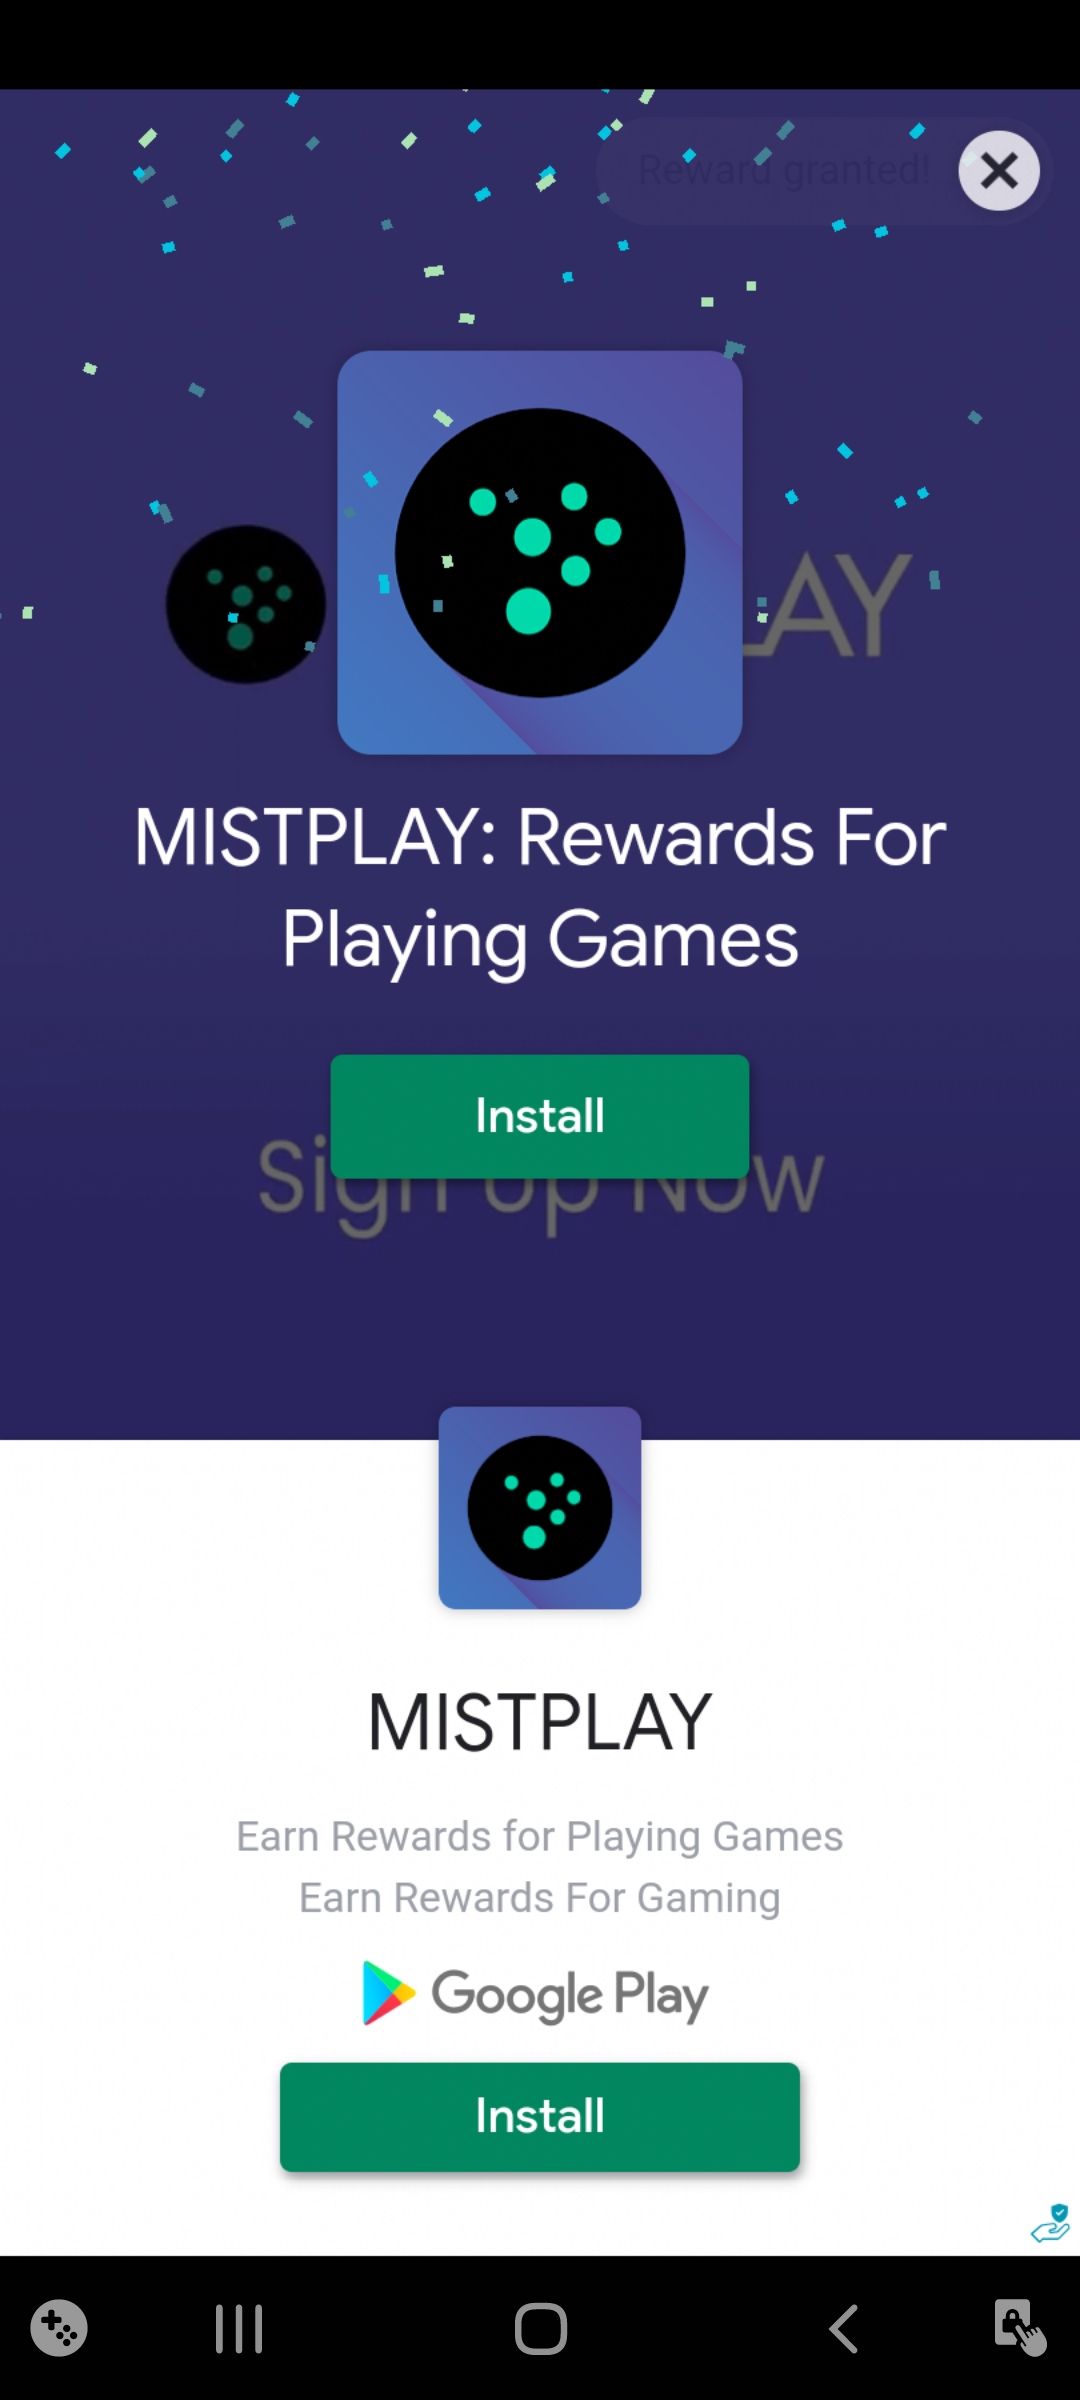 Reward granted!
LAY
MISTPLAY: Rewards For
Playing Games
Install
Sign Up Now
MISTPLAY
Earn Rewards for Playing Games
Earn Rewards For Gaming
Google Play
Install